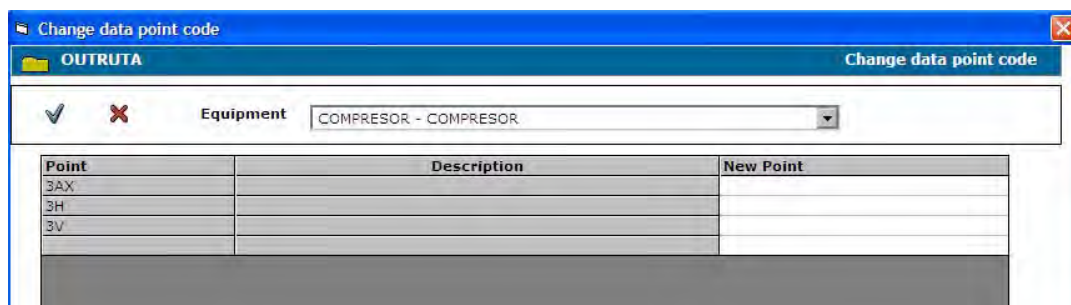 Change data point code
OUTRUTA Change data point code
Equipment COMPRESOR - COMPRESOR
Point Description New Point
3AX
3H
3V